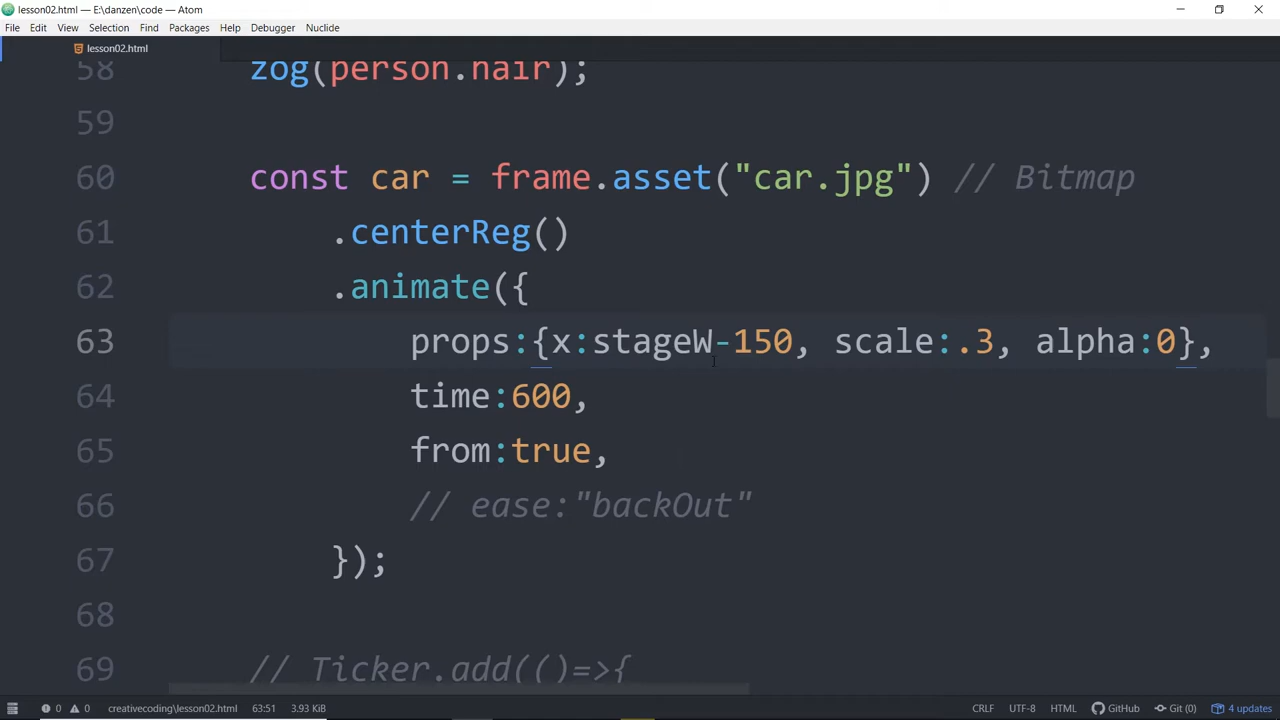 lesson02.html — E:\danzen\code — Atom
File Edit View Selection Find Packages Help Debugger Nuclide
lesson02.html
58 zog(person.hair);
59
60 const car = frame.asset("car.jpg") // Bitmap
61 .centerReg()
62 .animate({
63 props:{x:stageW-150, scale:.3, alpha:0},
64 time:600,
65 from:true,
66 // ease:"backOut"
67 });
68
69 // Ticker.add(()=>{
0 0 creativecoding\lesson02.html 63:51 3.93 KiB CRLF UTF-8 HTML GitHub Git (0) 4 updates